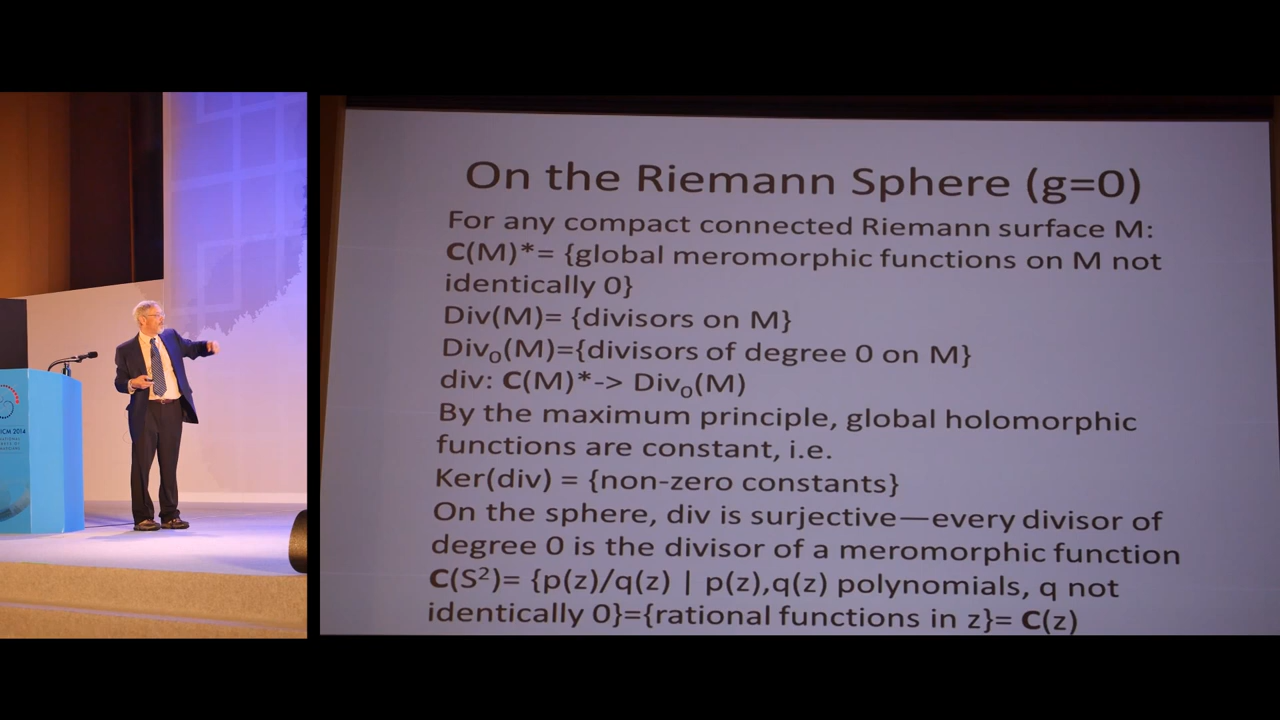 On the Riemann Sphere (g=0)
For any compact connected Riemann surface M:
C(M)*= {global meromorphic functions on M not
identically 0}
Div(M)= {divisors on M}
Div₀(M)={divisors of degree 0 on M}
div: C(M)*-> Div₀(M)
By the maximum principle, global holomorphic
functions are constant, i.e.
Ker(div) = {non-zero constants}
On the sphere, div is surjective—every divisor of
degree 0 is the divisor of a meromorphic function
C(S²)= {p(z)/q(z) | p(z),q(z) polynomials, q not
identically 0}={rational functions in z}= C(z)
ICM 2014